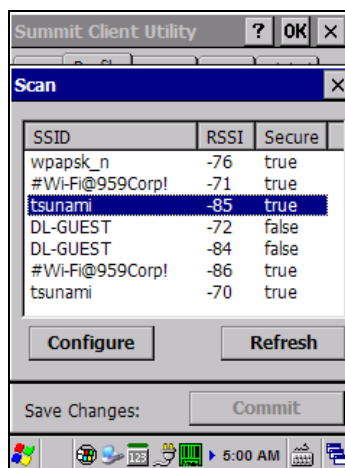 Summit Client Utility ? OK ×
Scan ×
SSID RSSI Secure
wpapsk_n -76 true
#Wi-Fi@959Corp! -71 true
tsunami -85 true
DL-GUEST -72 false
DL-GUEST -84 false
#Wi-Fi@959Corp! -86 true
tsunami -70 true
Configure Refresh
Save Changes: Commit
123 5:00 AM